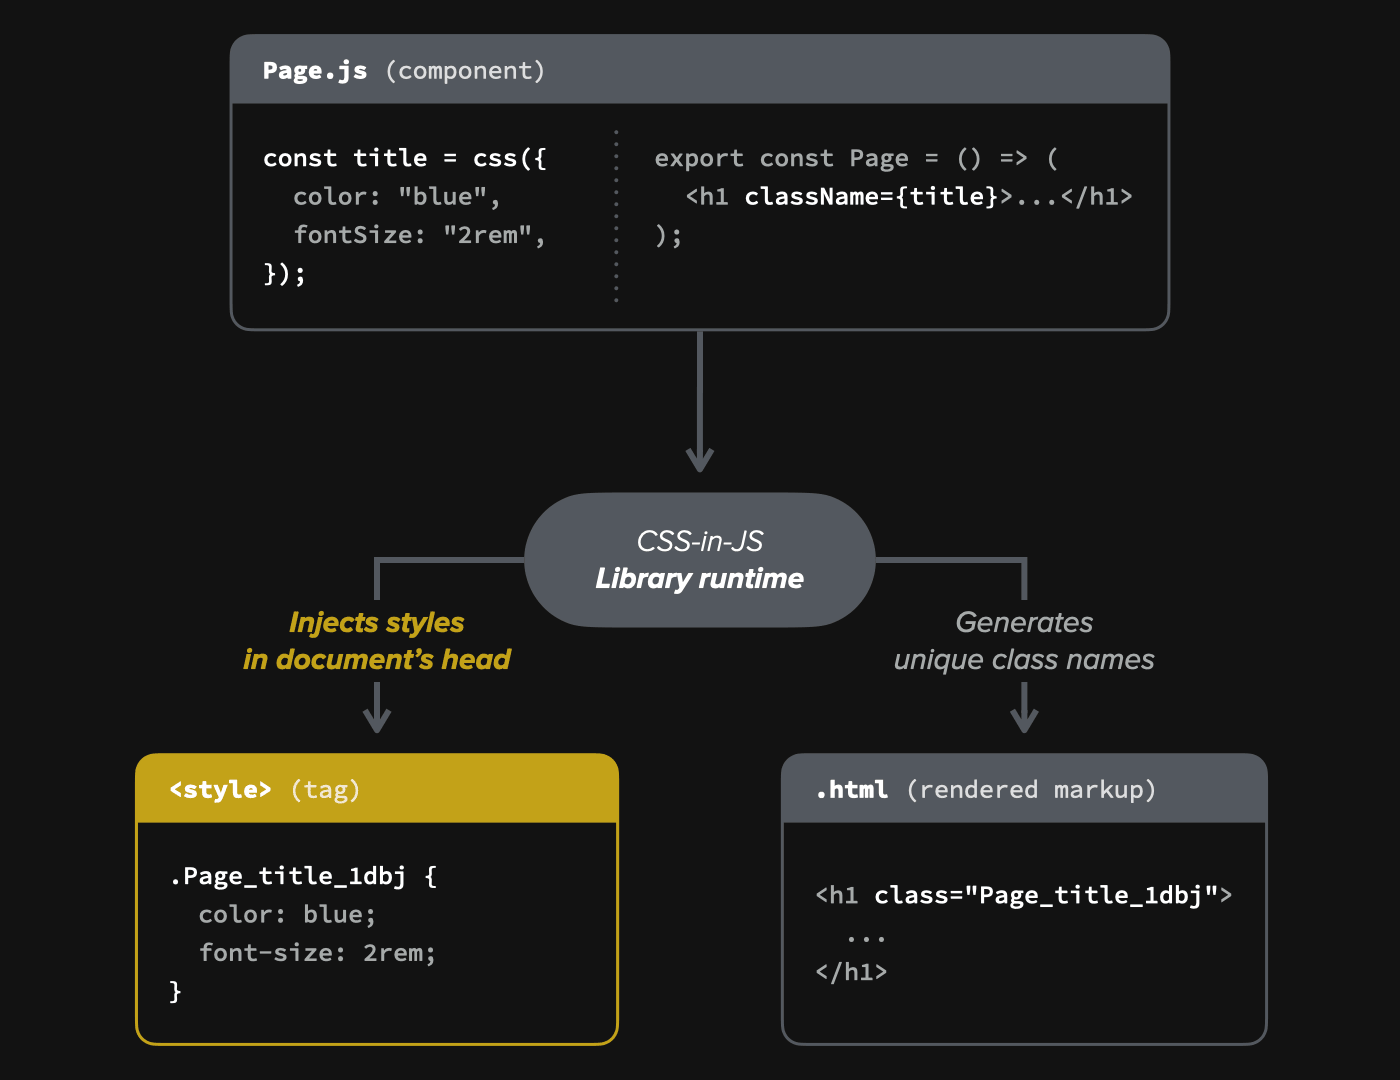 Page.js (component)
const title = css({
  color: "blue",
  fontSize: "2rem",
});
export const Page = () => (
  <h1 className={title}>...</h1>
);
CSS-in-JS
Library runtime
Injects styles
in document’s head
Generates
unique class names
<style> (tag)
.Page_title_1dbj {
  color: blue;
  font-size: 2rem;
}
.html (rendered markup)
<h1 class="Page_title_1dbj">
  ...
</h1>